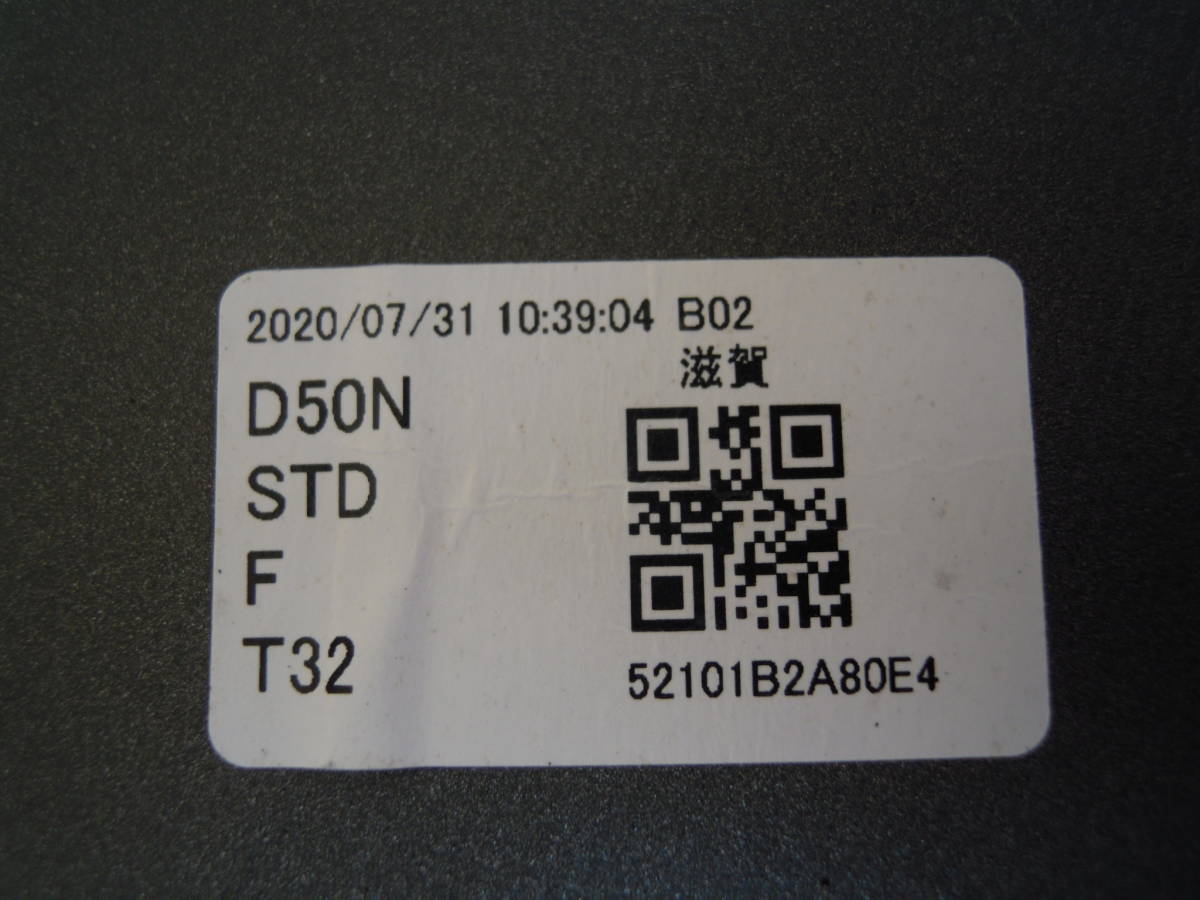 2020/07/31 10:39:04 B02
滋賀
D50N
STD
F
T32
52101B2A80E4